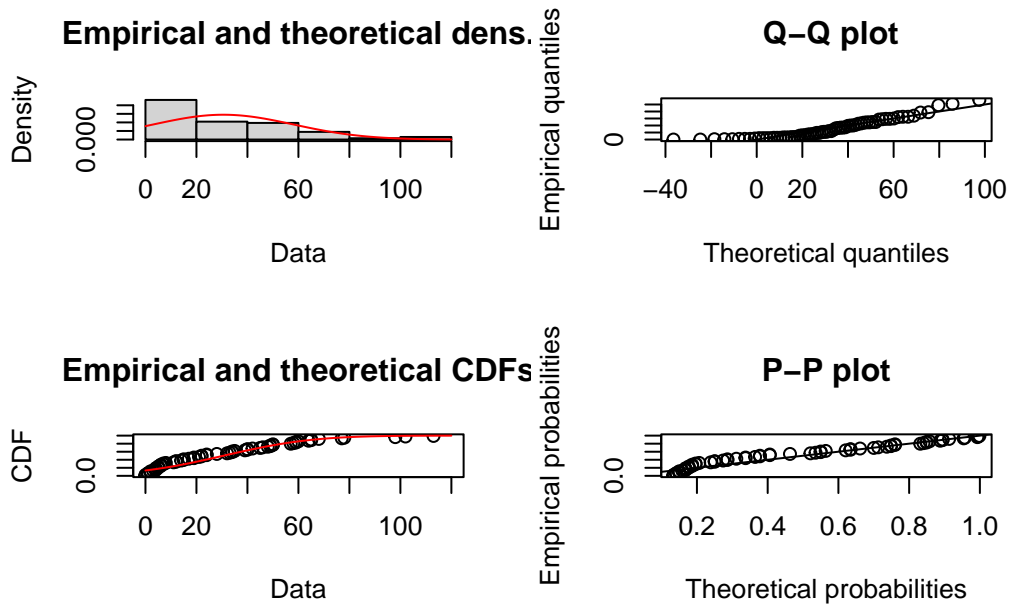 Empirical and theoretical dens.
Density
0.000
0 20 60 100
Data
Q−Q plot
Empirical quantiles
0
−40 0 20 60 100
Theoretical quantiles
Empirical and theoretical CDFs
CDF
0.0
0 20 60 100
Data
P−P plot
Empirical probabilities
0.0
0.2 0.4 0.6 0.8 1.0
Theoretical probabilities